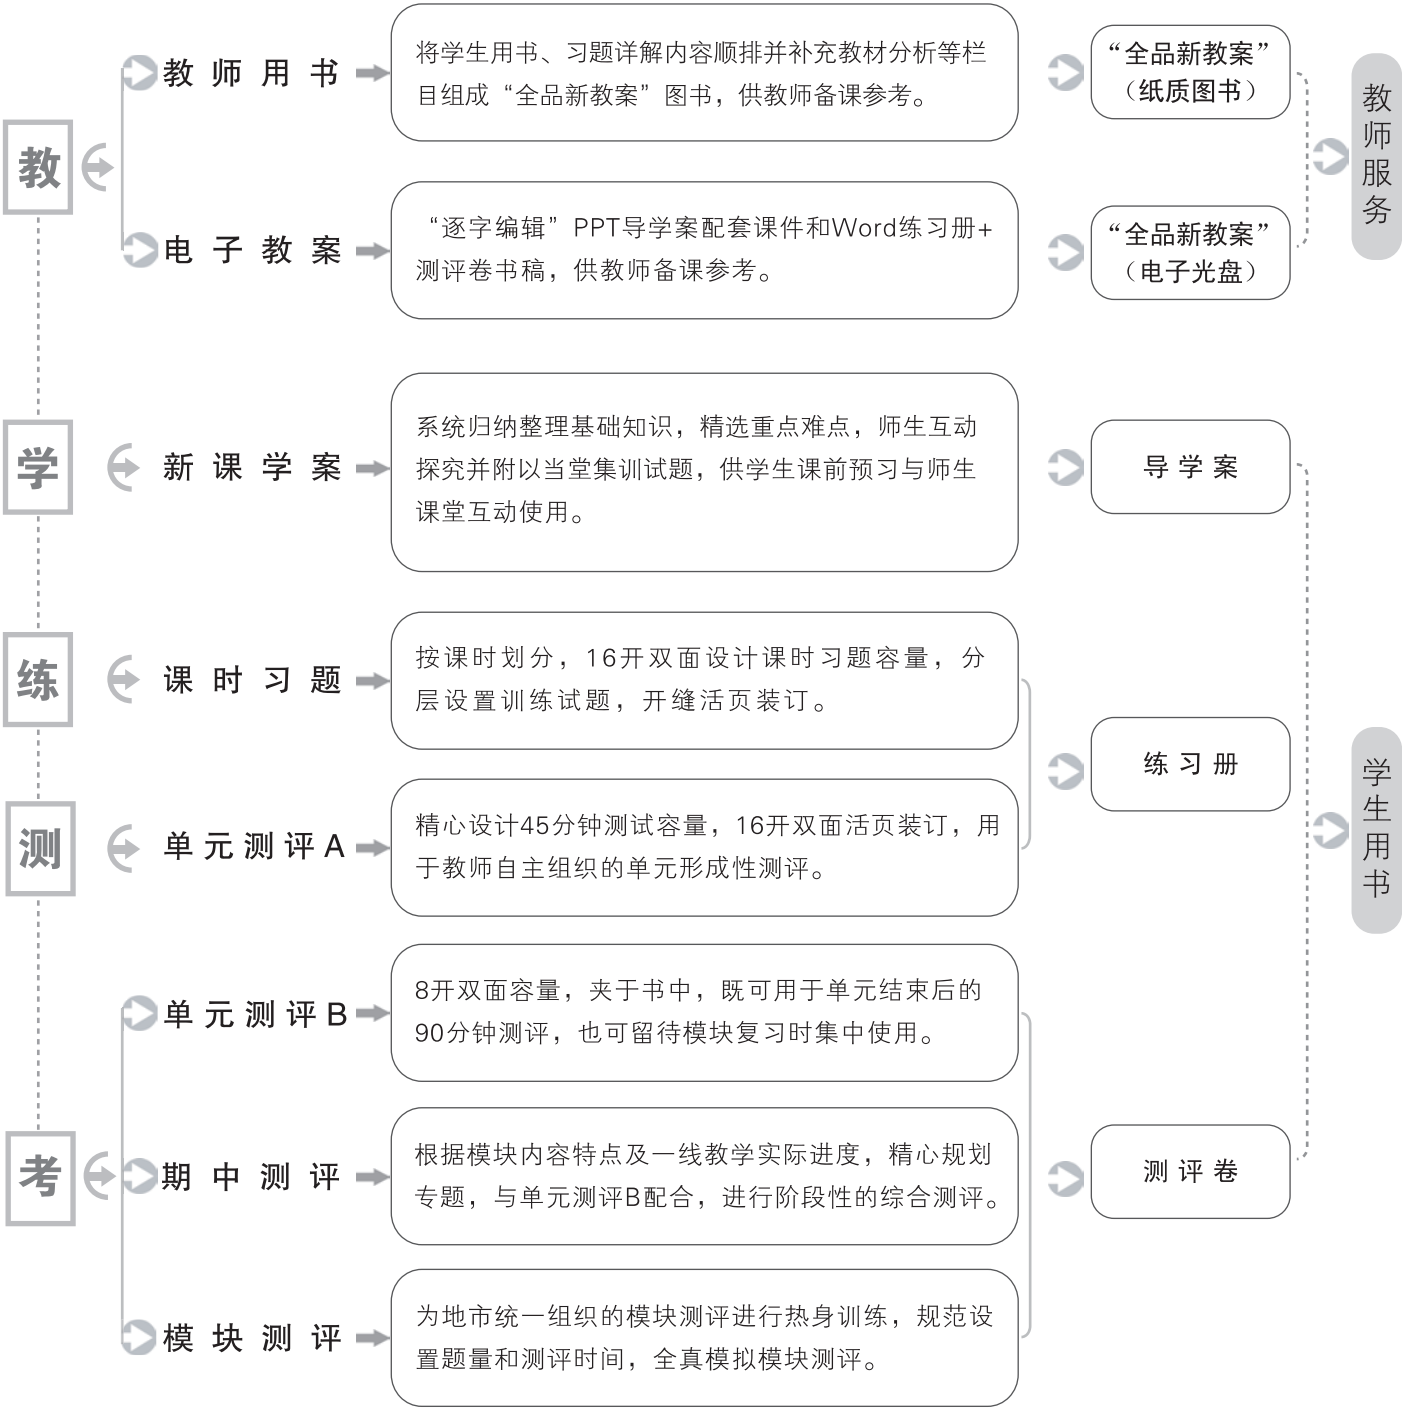 教
教师用书
将学生用书、习题详解内容顺排并补充教材分析等栏
目组成“全品新教案”图书，供教师备课参考。
“全品新教案”
（纸质图书）
电子教案
“逐字编辑”PPT导学案配套课件和Word练习册+
测评卷书稿，供教师备课参考。
“全品新教案”
（电子光盘）
教师服务
学
新课学案
系统归纳整理基础知识，精选重点难点，师生互动
探究并附以当堂集训试题，供学生课前预习与师生
课堂互动使用。
导学案
练
课时习题
按课时划分，16开双面设计课时习题容量，分
层设置训练试题，开缝活页装订。
练习册
测
单元测评A
精心设计45分钟测试容量，16开双面活页装订，用
于教师自主组织的单元形成性测评。
学生用书
考
单元测评B
8开双面容量，夹于书中，既可用于单元结束后的
90分钟测评，也可留待模块复习时集中使用。
期中测评
根据模块内容特点及一线教学实际进度，精心规划
专题，与单元测评B配合，进行阶段性的综合测评。
测评卷
模块测评
为地市统一组织的模块测评进行热身训练，规范设
置题量和测评时间，全真模拟模块测评。